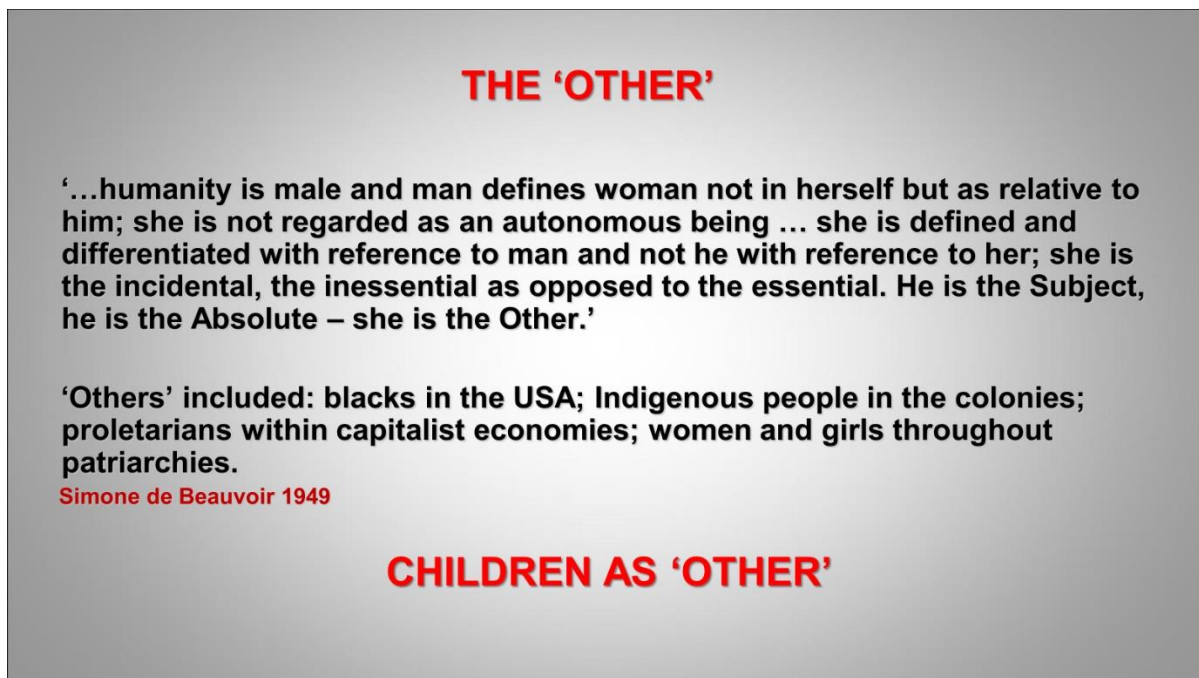 THE ‘OTHER’
‘…humanity is male and man defines woman not in herself but as relative to
him; she is not regarded as an autonomous being … she is defined and
differentiated with reference to man and not he with reference to her; she is
the incidental, the inessential as opposed to the essential. He is the Subject,
he is the Absolute – she is the Other.’
‘Others’ included: blacks in the USA; Indigenous people in the colonies;
proletarians within capitalist economies; women and girls throughout
patriarchies.
Simone de Beauvoir 1949
CHILDREN AS ‘OTHER’